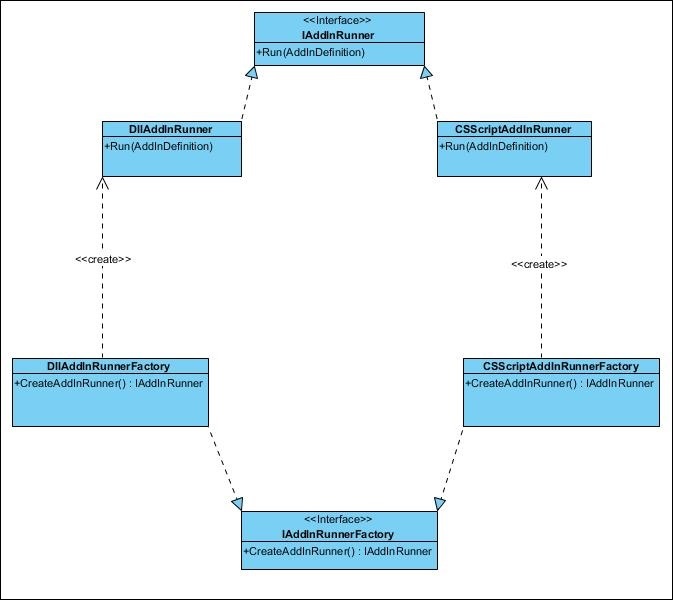 <<Interface>>
IAddInRunner
+Run(AddInDefinition)
DllAddInRunner
+Run(AddInDefinition)
CSScriptAddInRunner
+Run(AddInDefinition)
<<create>>
<<create>>
DllAddInRunnerFactory
+CreateAddInRunner() : IAddInRunner
CSScriptAddInRunnerFactory
+CreateAddInRunner() : IAddInRunner
<<Interface>>
IAddInRunnerFactory
+CreateAddInRunner() : IAddInRunner